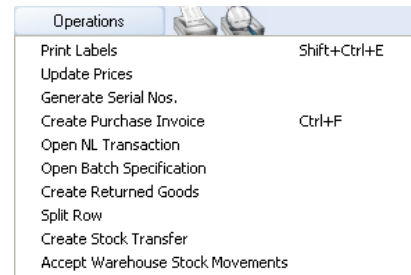 Operations
Print Labels Shift+Ctrl+E
Update Prices
Generate Serial Nos.
Create Purchase Invoice Ctrl+F
Open NL Transaction
Open Batch Specification
Create Returned Goods
Split Row
Create Stock Transfer
Accept Warehouse Stock Movements